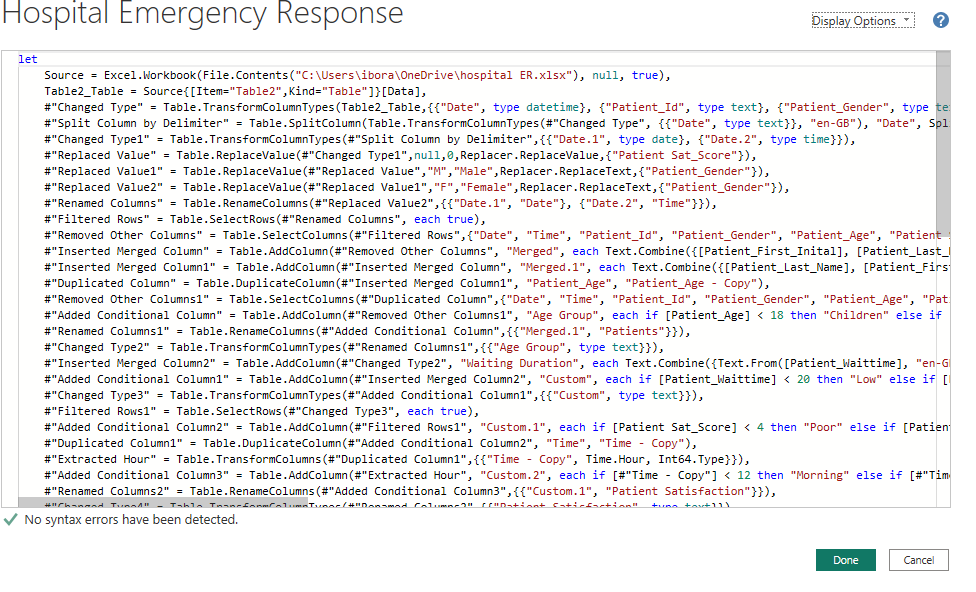 Hospital Emergency Response
Display Options
?
let
Source = Excel.Workbook(File.Contents("C:\Users\ibora\OneDrive\hospital ER.xlsx"), null, true),
Table2_Table = Source{[Item="Table2",Kind="Table"]}[Data],
#"Changed Type" = Table.TransformColumnTypes(Table2_Table,{{"Date", type datetime}, {"Patient_Id", type text}, {"Patient_Gender", type te
#"Split Column by Delimiter" = Table.SplitColumn(Table.TransformColumnTypes(#"Changed Type", {{"Date", type text}}, "en-GB"), "Date", Spl
#"Changed Type1" = Table.TransformColumnTypes(#"Split Column by Delimiter",{{"Date.1", type date}, {"Date.2", type time}}),
#"Replaced Value" = Table.ReplaceValue(#"Changed Type1",null,0,Replacer.ReplaceValue,{"Patient Sat_Score"}),
#"Replaced Value1" = Table.ReplaceValue(#"Replaced Value","M","Male",Replacer.ReplaceText,{"Patient_Gender"}),
#"Replaced Value2" = Table.ReplaceValue(#"Replaced Value1","F","Female",Replacer.ReplaceText,{"Patient_Gender"}),
#"Renamed Columns" = Table.RenameColumns(#"Replaced Value2",{{"Date.1", "Date"}, {"Date.2", "Time"}}),
#"Filtered Rows" = Table.SelectRows(#"Renamed Columns", each true),
#"Removed Other Columns" = Table.SelectColumns(#"Filtered Rows",{"Date", "Time", "Patient_Id", "Patient_Gender", "Patient_Age", "Patient
#"Inserted Merged Column" = Table.AddColumn(#"Removed Other Columns", "Merged", each Text.Combine({[Patient_First_Inital], [Patient_Last_
#"Inserted Merged Column1" = Table.AddColumn(#"Inserted Merged Column", "Merged.1", each Text.Combine({[Patient_Last_Name], [Patient_Firs
#"Duplicated Column" = Table.DuplicateColumn(#"Inserted Merged Column1", "Patient_Age", "Patient_Age - Copy"),
#"Removed Other Columns1" = Table.SelectColumns(#"Duplicated Column",{"Date", "Time", "Patient_Id", "Patient_Gender", "Patient_Age", "Pat
#"Added Conditional Column" = Table.AddColumn(#"Removed Other Columns1", "Age Group", each if [Patient_Age] < 18 then "Children" else if
#"Renamed Columns1" = Table.RenameColumns(#"Added Conditional Column",{{"Merged.1", "Patients"}}),
#"Changed Type2" = Table.TransformColumnTypes(#"Renamed Columns1",{{"Age Group", type text}}),
#"Inserted Merged Column2" = Table.AddColumn(#"Changed Type2", "Waiting Duration", each Text.Combine({Text.From([Patient_Waittime], "en-G
#"Added Conditional Column1" = Table.AddColumn(#"Inserted Merged Column2", "Custom", each if [Patient_Waittime] < 20 then "Low" else if [
#"Changed Type3" = Table.TransformColumnTypes(#"Added Conditional Column1",{{"Custom", type text}}),
#"Filtered Rows1" = Table.SelectRows(#"Changed Type3", each true),
#"Added Conditional Column2" = Table.AddColumn(#"Filtered Rows1", "Custom.1", each if [Patient Sat_Score] < 4 then "Poor" else if [Patien
#"Duplicated Column1" = Table.DuplicateColumn(#"Added Conditional Column2", "Time", "Time - Copy"),
#"Extracted Hour" = Table.TransformColumns(#"Duplicated Column1",{{"Time - Copy", Time.Hour, Int64.Type}}),
#"Added Conditional Column3" = Table.AddColumn(#"Extracted Hour", "Custom.2", each if [#"Time - Copy"] < 12 then "Morning" else if [#"Tim
#"Renamed Columns2" = Table.RenameColumns(#"Added Conditional Column3",{{"Custom.1", "Patient Satisfaction"}}),
#"Changed Type4" = Table.TransformColumnTypes(#"Renamed Columns2",{{"Patient Satisfaction", type text}}),
No syntax errors have been detected.
Done
Cancel